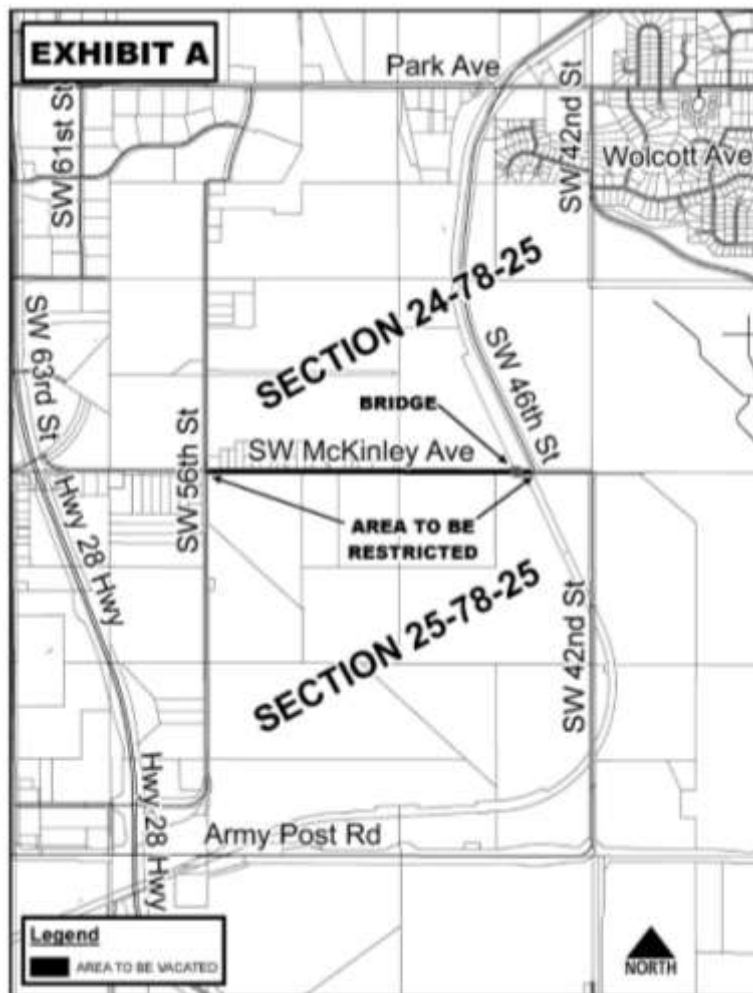 EXHIBIT A
Park Ave
SW 61st St
SW 42nd St
Wolcott Ave
SECTION 24-78-25
SW 63rd St
SW 46th St
BRIDGE
SW McKinley Ave
SW 56th St
AREA TO BE
RESTRICTED
Hwy 28 Hwy
SECTION 25-78-25
SW 42nd St
Hwy 28 Hwy
Army Post Rd
Legend
AREA TO BE VACATED
NORTH